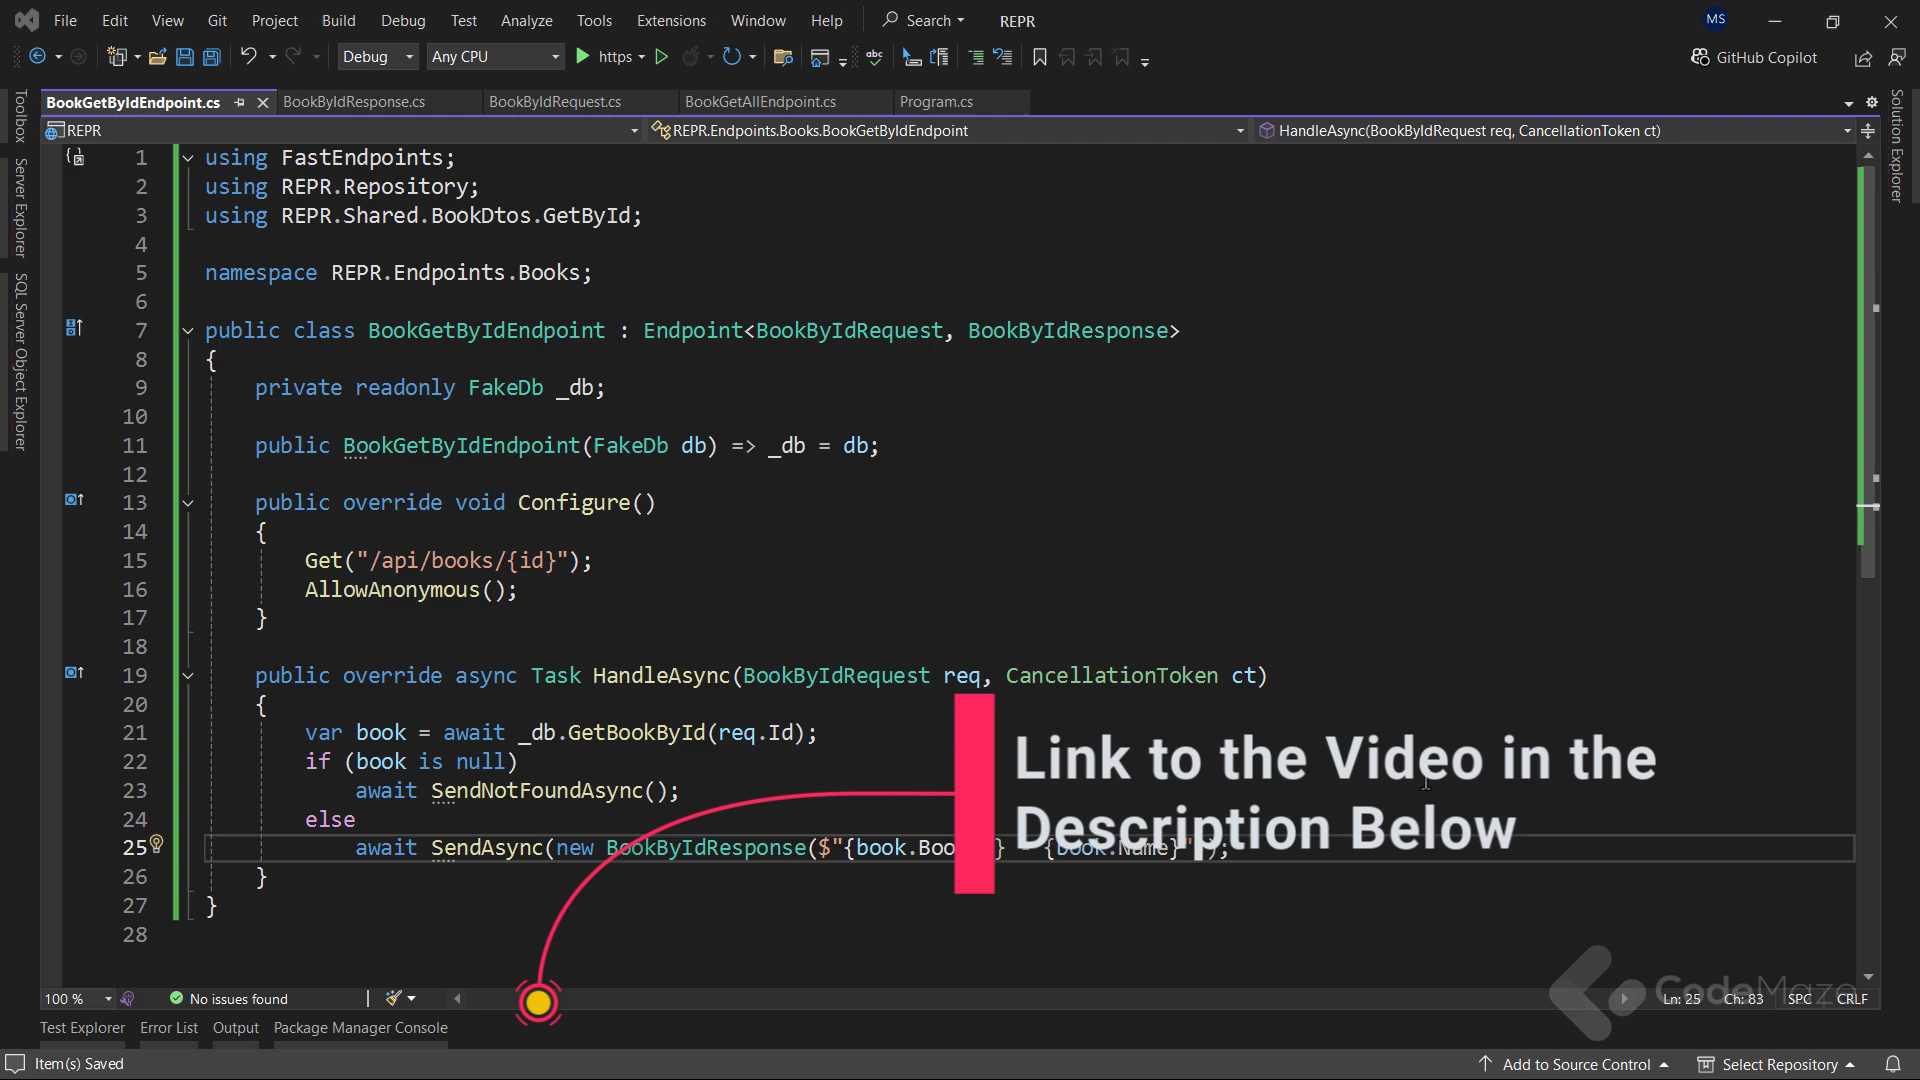 File Edit View Git Project Build Debug Test Analyze Tools Extensions Window Help Search REPR MS
Debug Any CPU https GitHub Copilot
BookGetByIdEndpoint.cs BookByIdResponse.cs BookByIdRequest.cs BookGetAllEndpoint.cs Program.cs
REPR REPR.Endpoints.Books.BookGetByIdEndpoint HandleAsync(BookByIdRequest req, CancellationToken ct)
Toolbox
Server Explorer
SQL Server Object Explorer
Solution Explorer
1 using FastEndpoints;
2 using REPR.Repository;
3 using REPR.Shared.BookDtos.GetById;
4
5 namespace REPR.Endpoints.Books;
6
7 public class BookGetByIdEndpoint : Endpoint<BookByIdRequest, BookByIdResponse>
8 {
9 private readonly FakeDb _db;
10
11 public BookGetByIdEndpoint(FakeDb db) => _db = db;
12
13 public override void Configure()
14 {
15 Get("/api/books/{id}");
16 AllowAnonymous();
17 }
18
19 public override async Task HandleAsync(BookByIdRequest req, CancellationToken ct)
20 {
21 var book = await _db.GetBookById(req.Id);
22 if (book is null)
23 await SendNotFoundAsync();
24 else
25 await SendAsync(new BookByIdResponse($"{book.Boo } - {book.Name}"));
26 }
27 }
28
Link to the Video in the
Description Below
CodeMaze
100 % No issues found Ln: 25 Ch: 83 SPC CRLF
Test Explorer Error List Output Package Manager Console
Item(s) Saved Add to Source Control Select Repository